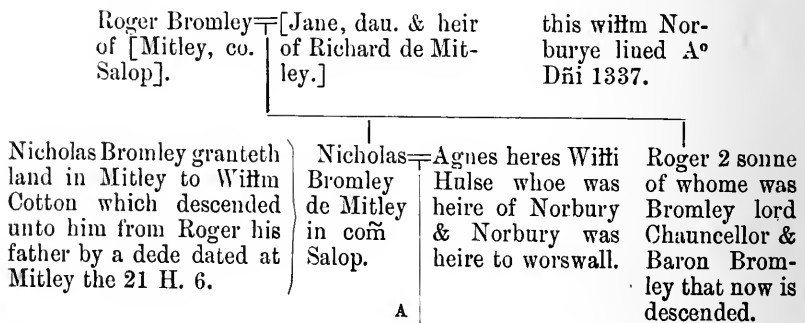 Roger Bromley
of [Mitley, co.
Salop].
[Jane, dau. & heir
of Richard de Mit-
ley.]
this wiłłm Nor-
burye liued Aº
Dñi 1337.
Nicholas Bromley granteth
land in Mitley to Wiłłm
Cotton which descended
unto him from Roger his
father by a dede dated at
Mitley the 21 H. 6.
Nicholas
Bromley
de Mitley
in com̃
Salop.
Agnes heres Wiłłi
Hulse whoe was
heire of Norbury
& Norbury was
heire to worswall.
Roger 2 sonne
of whome was
Bromley lord
Chauncellor &
Baron Brom-
ley that now is
descended.
A